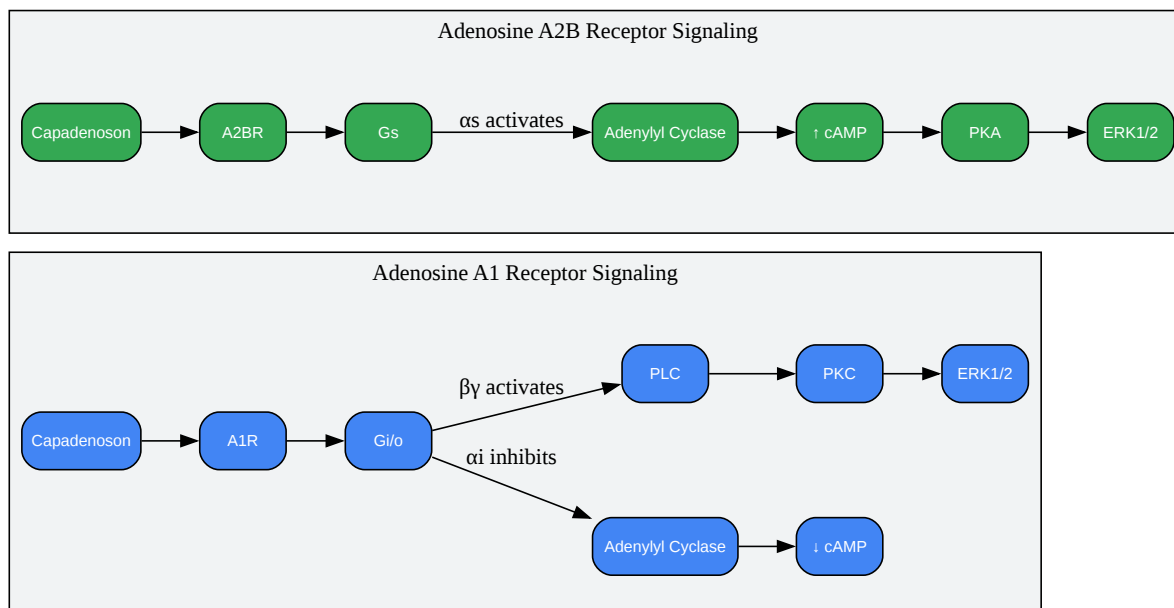 Adenosine A2B Receptor Signaling
Capadenoson
A2BR
Gs
αs activates
Adenylyl Cyclase
↑ cAMP
PKA
ERK1/2
Adenosine A1 Receptor Signaling
Capadenoson
A1R
Gi/o
βγ activates
PLC
PKC
ERK1/2
αi inhibits
Adenylyl Cyclase
↓ cAMP